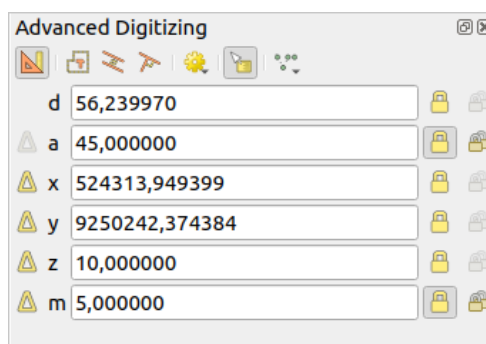 Advanced Digitizing
d 56,239970
a 45,000000
x 524313,949399
y 9250242,374384
z 10,000000
m 5,000000